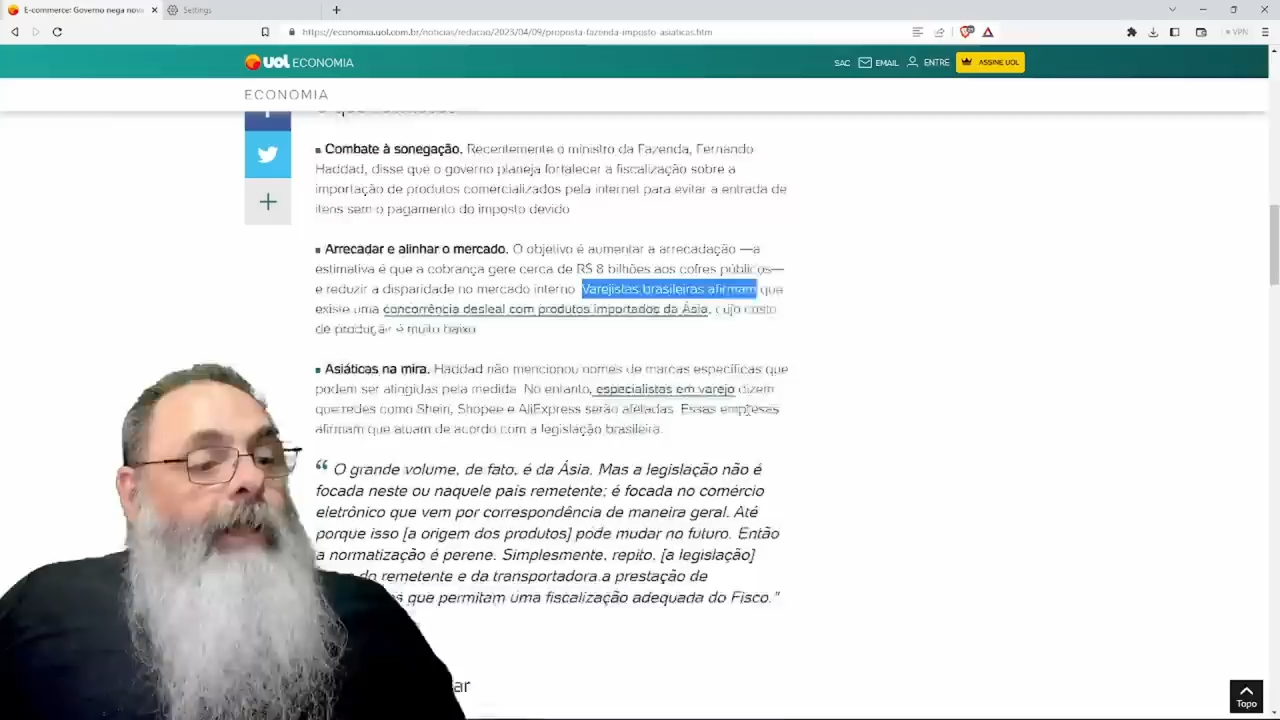 E-commerce: Governo nega nov
Settings
https://economia.uol.com.br/noticias/redacao/2023/04/09/proposta-fazenda-imposto-asiaticas.htm
VPN
UOL ECONOMIA
SAC EMAIL ENTRE ASSINE UOL
ECONOMIA
Combate à sonegação. Recentemente o ministro da Fazenda, Fernando
Haddad, disse que o governo planeja fortalecer a fiscalização sobre a
importação de produtos comercializados pela internet para evitar a entrada de
itens sem o pagamento do imposto devido
Arrecadar e alinhar o mercado. O objetivo é aumentar a arrecadação —a
estimativa é que a cobrança gere cerca de R$ 8 bilhões aos cofres públicos—
e reduzir a disparidade no mercado interno. Varejistas brasileiras afirmam que
existe uma concorrência desleal com produtos importados da Ásia, cujo custo
de produção é muito baixo
Asiáticas na mira. Haddad não mencionou nomes de marcas específicas que
podem ser atingidas pela medida. No entanto, especialistas em varejo dizem
que redes como Shein, Shopee e AliExpress serão afetadas. Essas empresas
afirmam que atuam de acordo com a legislação brasileira.
“ O grande volume, de fato, é da Ásia. Mas a legislação não é
focada neste ou naquele país remetente; é focada no comércio
eletrônico que vem por correspondência de maneira geral. Até
porque isso [a origem dos produtos] pode mudar no futuro. Então
a normatização é perene. Simplesmente, repito, [a legislação]
do remetente e da transportadora a prestação de
que permitam uma fiscalização adequada do Fisco."
Topo